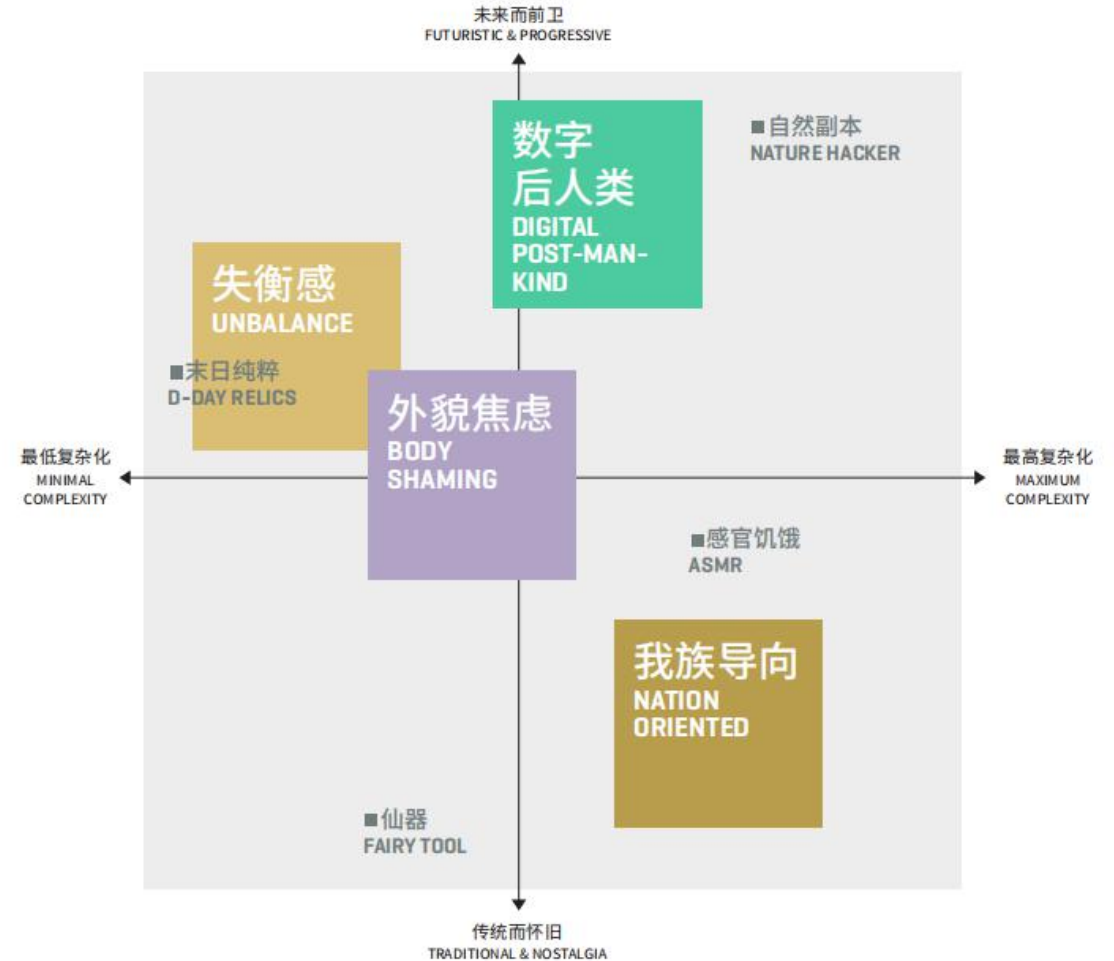 未来而前卫
FUTURISTIC & PROGRESSIVE
数字
后人类
DIGITAL
POST-MAN-
KIND
■自然副本
NATURE HACKER
失衡感
UNBALANCE
■末日纯粹
D-DAY RELICS
外貌焦虑
BODY
SHAMING
最低复杂化
MINIMAL
COMPLEXITY
最高复杂化
MAXIMUM
COMPLEXITY
■感官饥饿
ASMR
我族导向
NATION
ORIENTED
■仙器
FAIRY TOOL
传统而怀旧
TRADITIONAL & NOSTALGIA